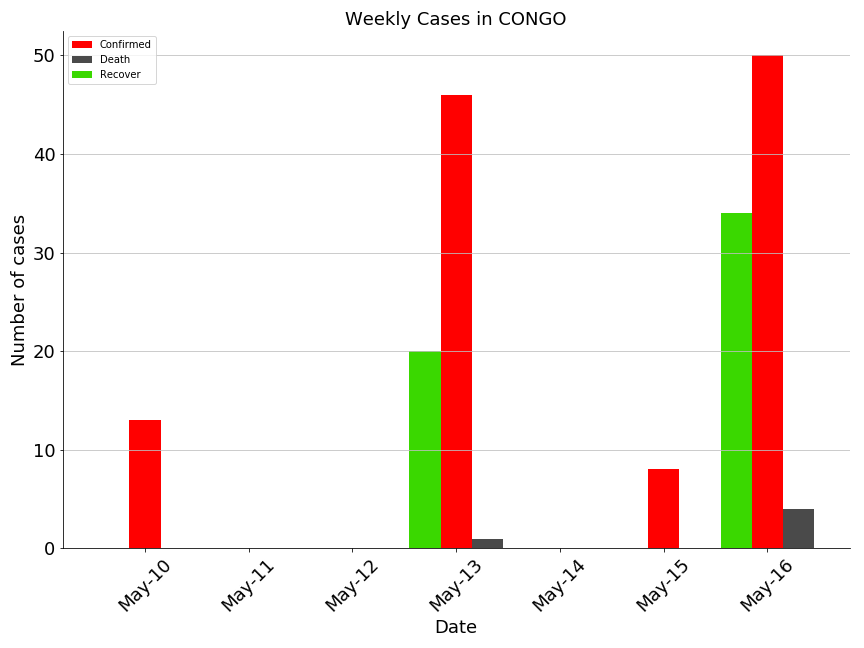 Weekly Cases in CONGO
Confirmed
Death
Recover
50
40
30
20
10
0
Number of cases
May-10
May-11
May-12
May-13
May-14
May-15
May-16
Date